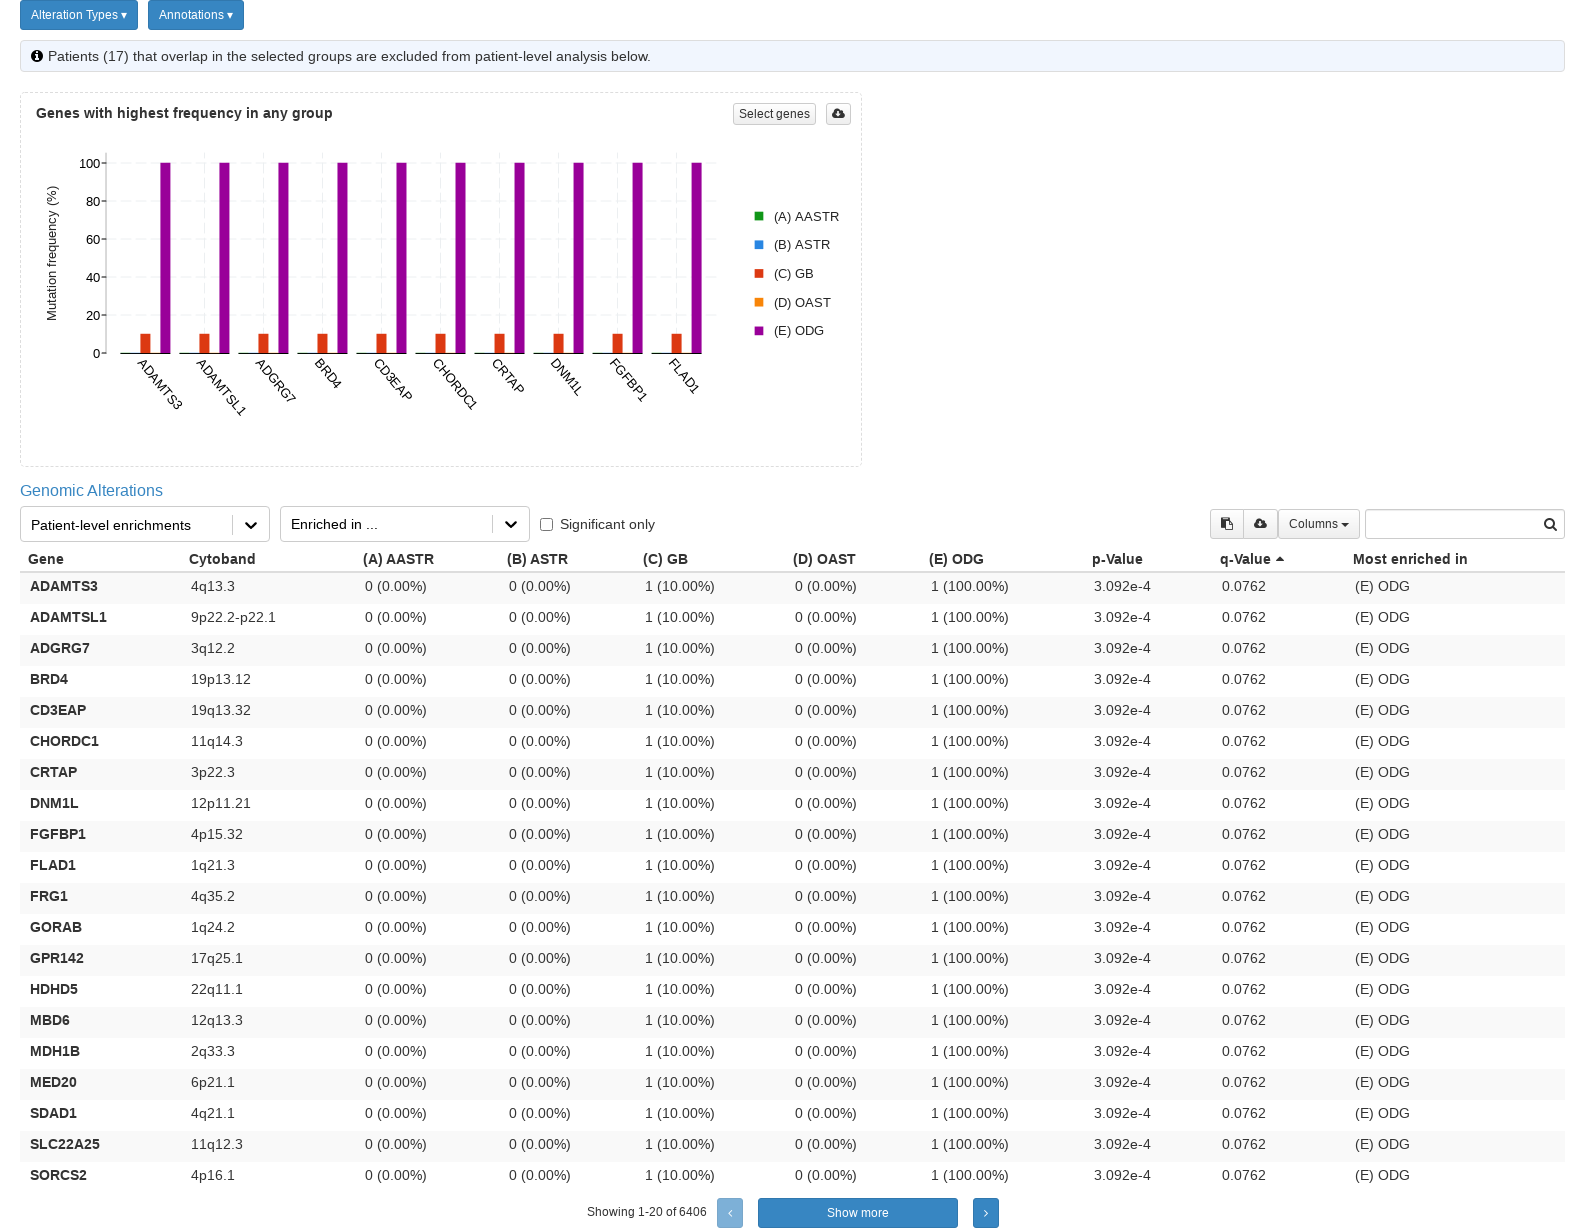 Alteration Types ▾ Annotations ▾
Patients (17) that overlap in the selected groups are excluded from patient-level analysis below.
Genes with highest frequency in any group Select genes
Mutation frequency (%)
100
80
60
40
20
0
ADAMTS3 ADAMTSL1 ADGRG7 BRD4 CD3EAP CHORDC1 CRTAP DNM1L FGFBP1 FLAD1
(A) AASTR
(B) ASTR
(C) GB
(D) OAST
(E) ODG
Genomic Alterations
Patient-level enrichments Enriched in ... Significant only Columns
Gene Cytoband (A) AASTR (B) ASTR (C) GB (D) OAST (E) ODG p-Value q-Value Most enriched in
ADAMTS3 4q13.3 0 (0.00%) 0 (0.00%) 1 (10.00%) 0 (0.00%) 1 (100.00%) 3.092e-4 0.0762 (E) ODG
ADAMTSL1 9p22.2-p22.1 0 (0.00%) 0 (0.00%) 1 (10.00%) 0 (0.00%) 1 (100.00%) 3.092e-4 0.0762 (E) ODG
ADGRG7 3q12.2 0 (0.00%) 0 (0.00%) 1 (10.00%) 0 (0.00%) 1 (100.00%) 3.092e-4 0.0762 (E) ODG
BRD4 19p13.12 0 (0.00%) 0 (0.00%) 1 (10.00%) 0 (0.00%) 1 (100.00%) 3.092e-4 0.0762 (E) ODG
CD3EAP 19q13.32 0 (0.00%) 0 (0.00%) 1 (10.00%) 0 (0.00%) 1 (100.00%) 3.092e-4 0.0762 (E) ODG
CHORDC1 11q14.3 0 (0.00%) 0 (0.00%) 1 (10.00%) 0 (0.00%) 1 (100.00%) 3.092e-4 0.0762 (E) ODG
CRTAP 3p22.3 0 (0.00%) 0 (0.00%) 1 (10.00%) 0 (0.00%) 1 (100.00%) 3.092e-4 0.0762 (E) ODG
DNM1L 12p11.21 0 (0.00%) 0 (0.00%) 1 (10.00%) 0 (0.00%) 1 (100.00%) 3.092e-4 0.0762 (E) ODG
FGFBP1 4p15.32 0 (0.00%) 0 (0.00%) 1 (10.00%) 0 (0.00%) 1 (100.00%) 3.092e-4 0.0762 (E) ODG
FLAD1 1q21.3 0 (0.00%) 0 (0.00%) 1 (10.00%) 0 (0.00%) 1 (100.00%) 3.092e-4 0.0762 (E) ODG
FRG1 4q35.2 0 (0.00%) 0 (0.00%) 1 (10.00%) 0 (0.00%) 1 (100.00%) 3.092e-4 0.0762 (E) ODG
GORAB 1q24.2 0 (0.00%) 0 (0.00%) 1 (10.00%) 0 (0.00%) 1 (100.00%) 3.092e-4 0.0762 (E) ODG
GPR142 17q25.1 0 (0.00%) 0 (0.00%) 1 (10.00%) 0 (0.00%) 1 (100.00%) 3.092e-4 0.0762 (E) ODG
HDHD5 22q11.1 0 (0.00%) 0 (0.00%) 1 (10.00%) 0 (0.00%) 1 (100.00%) 3.092e-4 0.0762 (E) ODG
MBD6 12q13.3 0 (0.00%) 0 (0.00%) 1 (10.00%) 0 (0.00%) 1 (100.00%) 3.092e-4 0.0762 (E) ODG
MDH1B 2q33.3 0 (0.00%) 0 (0.00%) 1 (10.00%) 0 (0.00%) 1 (100.00%) 3.092e-4 0.0762 (E) ODG
MED20 6p21.1 0 (0.00%) 0 (0.00%) 1 (10.00%) 0 (0.00%) 1 (100.00%) 3.092e-4 0.0762 (E) ODG
SDAD1 4q21.1 0 (0.00%) 0 (0.00%) 1 (10.00%) 0 (0.00%) 1 (100.00%) 3.092e-4 0.0762 (E) ODG
SLC22A25 11q12.3 0 (0.00%) 0 (0.00%) 1 (10.00%) 0 (0.00%) 1 (100.00%) 3.092e-4 0.0762 (E) ODG
SORCS2 4p16.1 0 (0.00%) 0 (0.00%) 1 (10.00%) 0 (0.00%) 1 (100.00%) 3.092e-4 0.0762 (E) ODG
Showing 1-20 of 6406 ‹ Show more ›